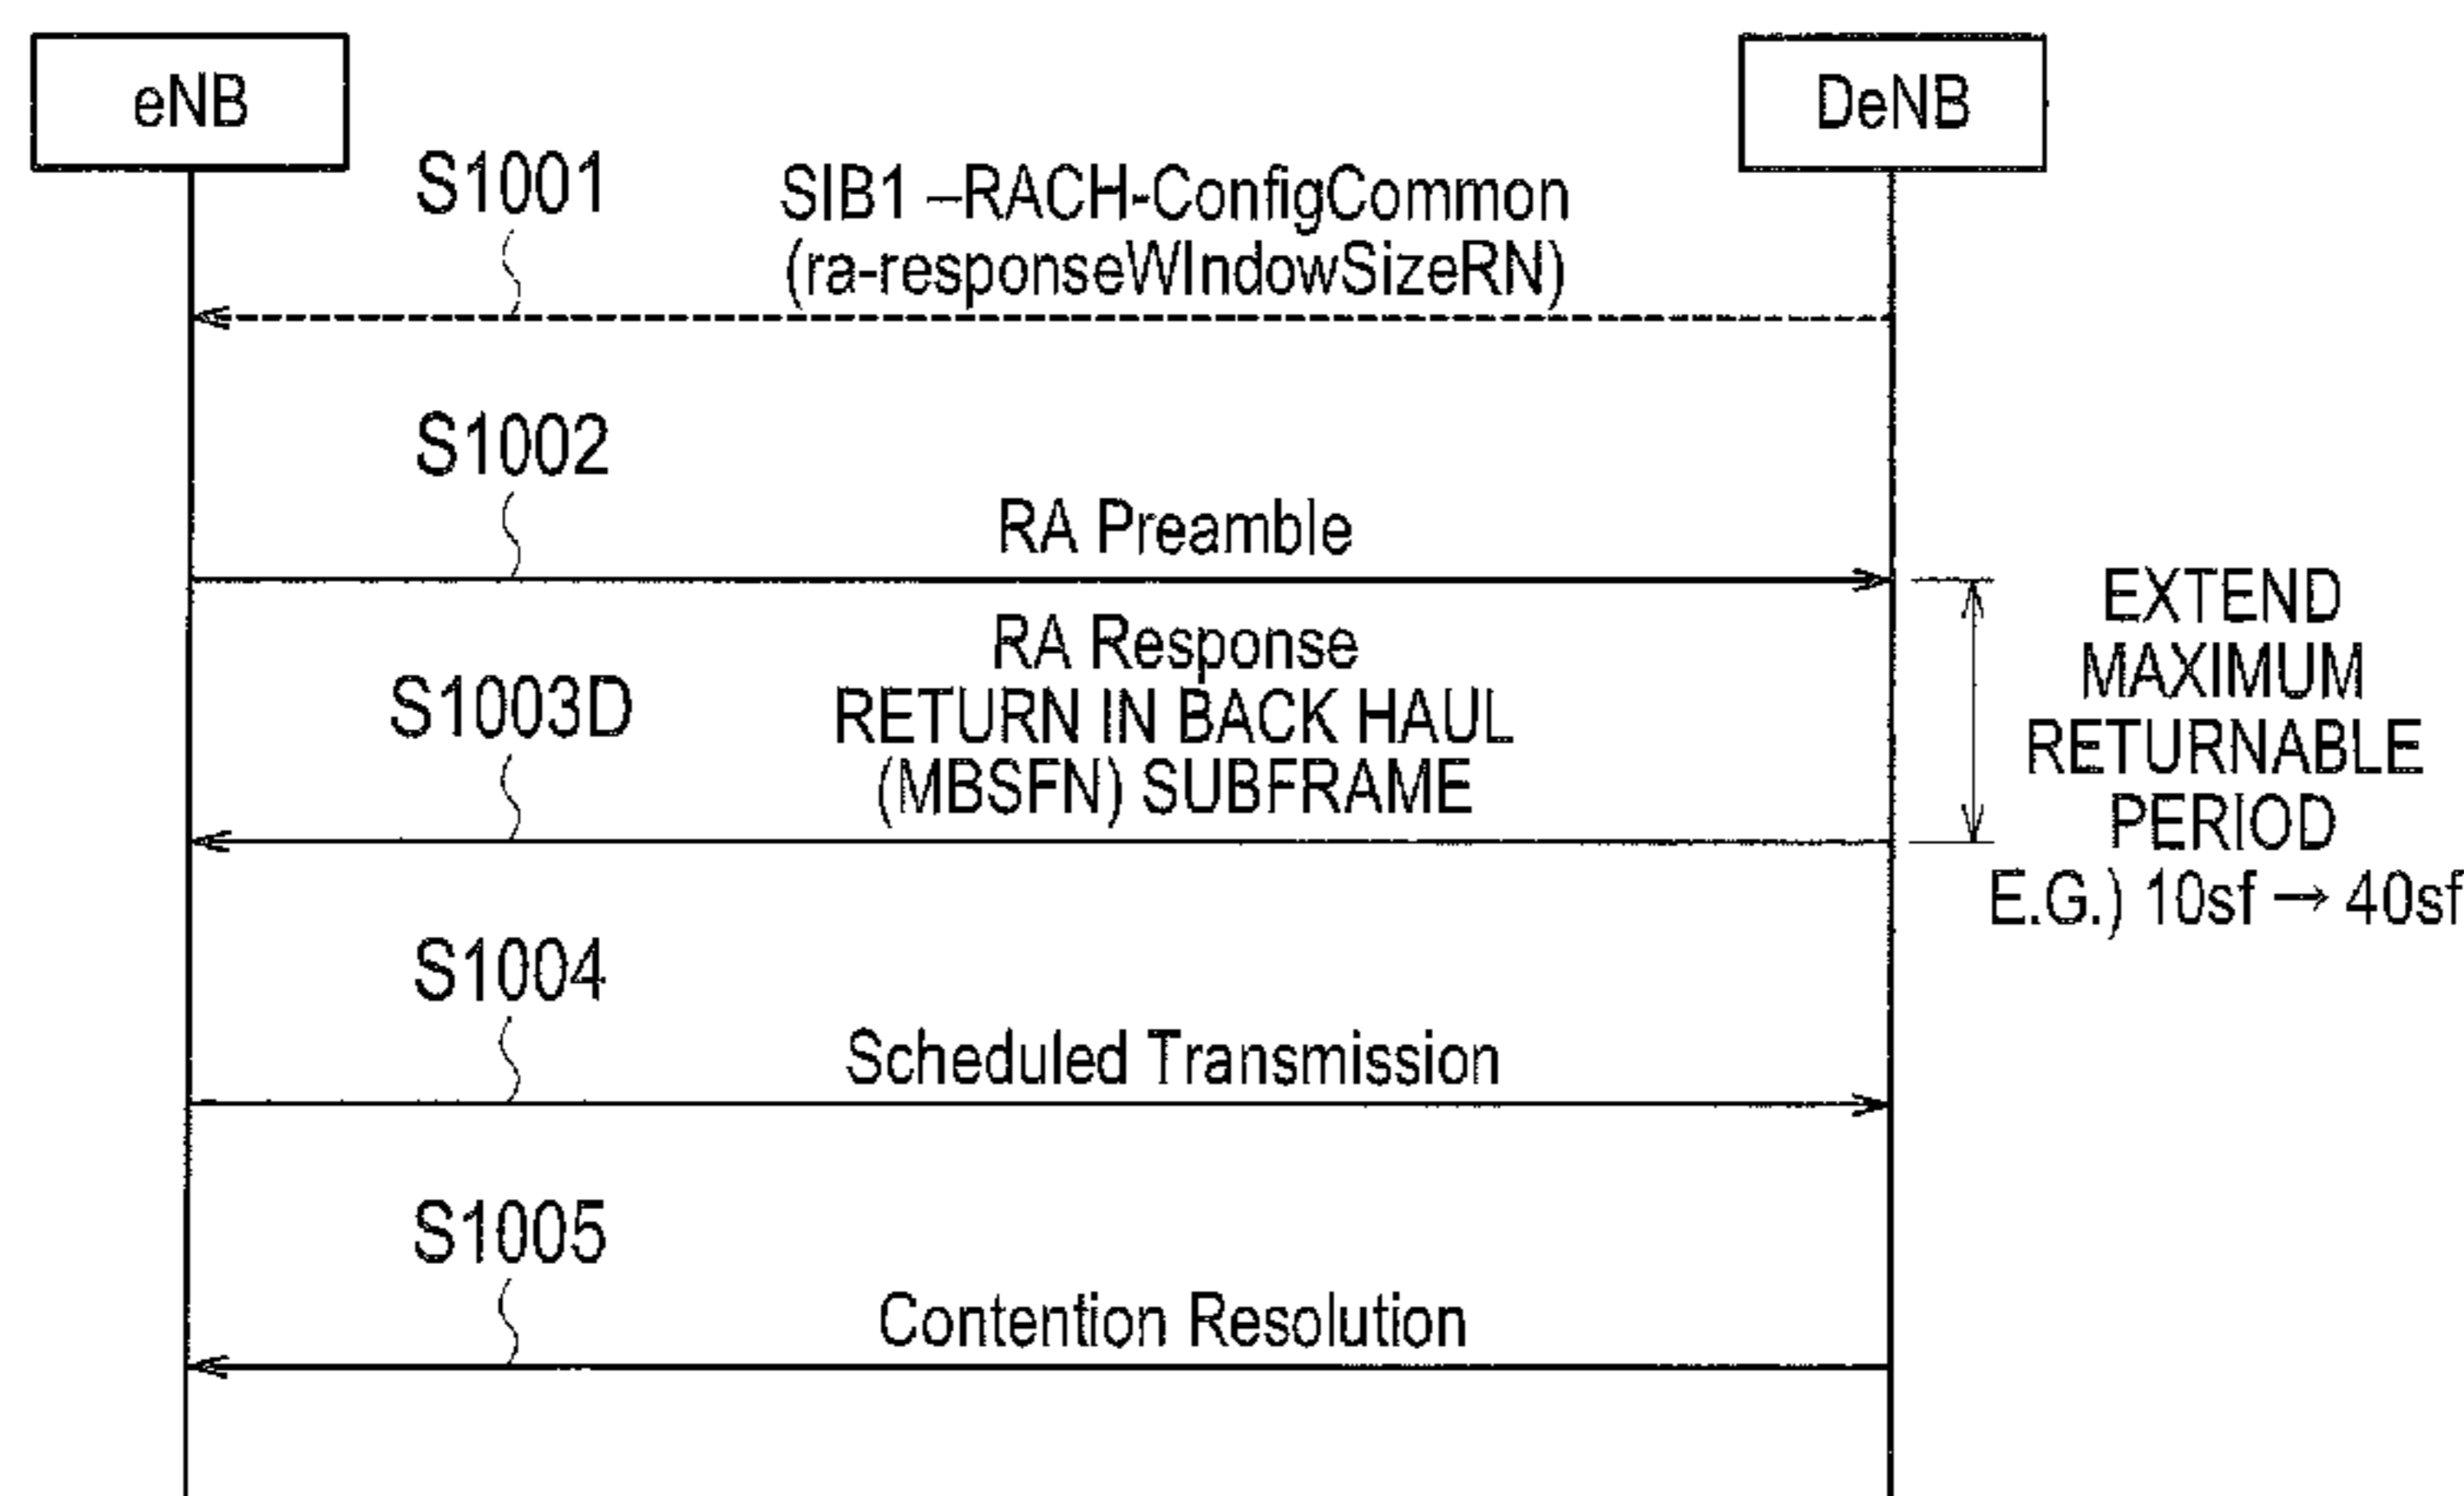 eNB
DeNB
S1001
SIB1 –RACH-ConfigCommon
(ra-responseWIndowSizeRN)
S1002
RA Preamble
RA Response
RETURN IN BACK HAUL
(MBSFN) SUBFRAME
S1003D
EXTEND
MAXIMUM
RETURNABLE
PERIOD
E.G.) 10sf → 40sf
S1004
Scheduled Transmission
S1005
Contention Resolution